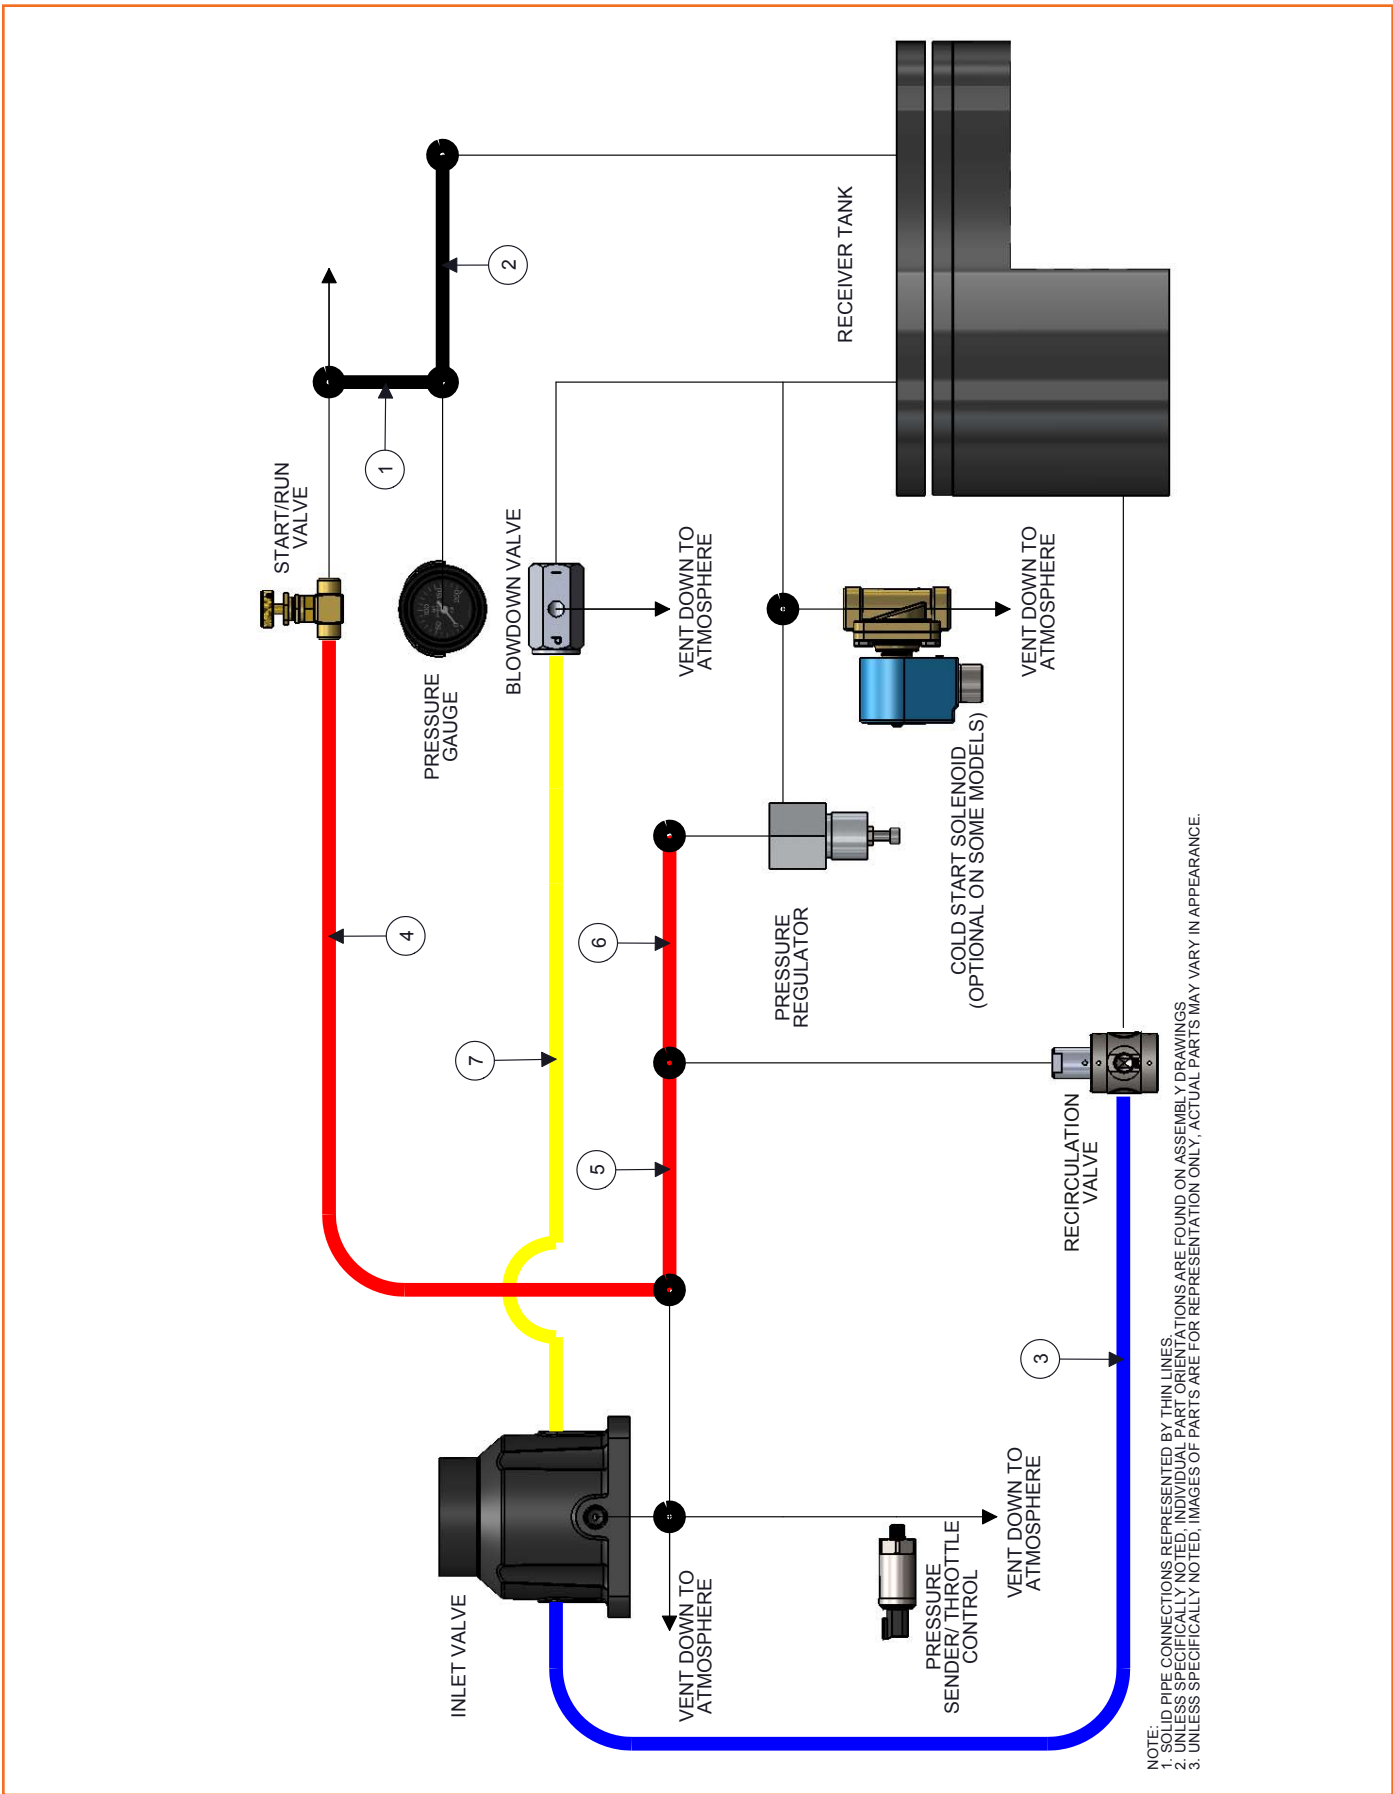 START/RUN
VALVE
PRESSURE
GAUGE
BLOWDOWN VALVE
VENT DOWN TO
ATMOSPHERE
RECEIVER TANK
VENT DOWN TO
ATMOSPHERE
COLD START SOLENOID
(OPTIONAL ON SOME MODELS)
PRESSURE
REGULATOR
RECIRCULATION
VALVE
INLET VALVE
VENT DOWN TO
ATMOSPHERE
PRESSURE
SENDER/THROTTLE
CONTROL
VENT DOWN TO
ATMOSPHERE
1
2
3
4
5
6
7
NOTE:
1. SOLID PIPE CONNECTIONS REPRESENTED BY THIN LINES.
2. UNLESS SPECIFICALLY NOTED, INDIVIDUAL PART ORIENTATIONS ARE FOUND ON ASSEMBLY DRAWINGS
3. UNLESS SPECIFICALLY NOTED, IMAGES OF PARTS ARE FOR REPRESENTATION ONLY, ACTUAL PARTS MAY VARY IN APPEARANCE.